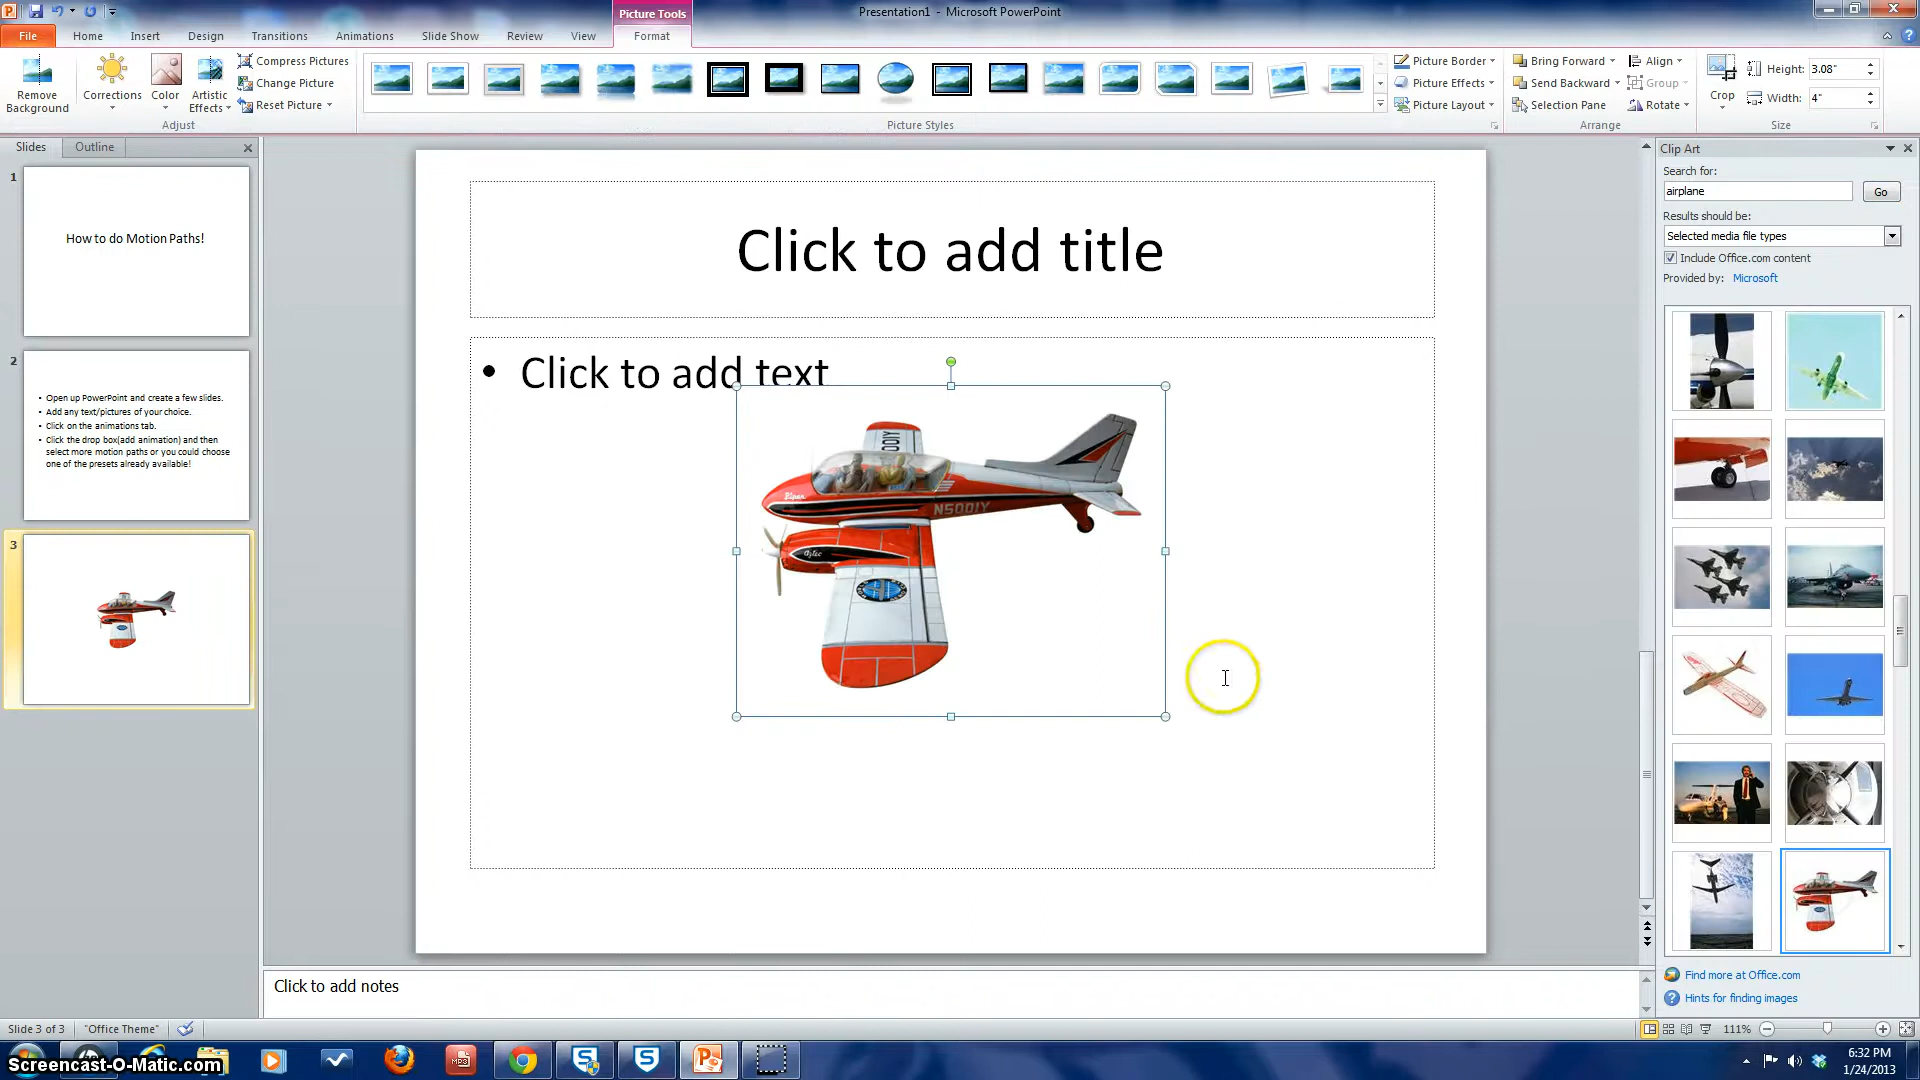 Presentation1 - Microsoft PowerPoint
Picture Tools
File Home Insert Design Transitions Animations Slide Show Review View Format
Remove Background
Corrections
Color
Artistic Effects
Compress Pictures
Change Picture
Reset Picture
Adjust
Picture Styles
Picture Border
Picture Effects
Picture Layout
Bring Forward
Send Backward
Selection Pane
Align
Group
Rotate
Arrange
Crop
Height: 3.08"
Width: 4"
Size
Slides Outline
1
How to do Motion Paths!
2
• Open up PowerPoint and create a few slides.
• Add any text/pictures of your choice.
• Click on the animations tab.
• Click the drop box(add animation) and then
select more motion paths or you could choose
one of the presets already available!
3
Click to add title
• Click to add text
Piper
N500IY
Aztec
Clip Art
Search for:
airplane
Go
Results should be:
Selected media file types
Include Office.com content
Provided by: Microsoft
Find more at Office.com
Hints for finding images
Click to add notes
Slide 3 of 3
"Office Theme"
111%
MP3
Screencast-O-Matic.com
6:32 PM
1/24/2013